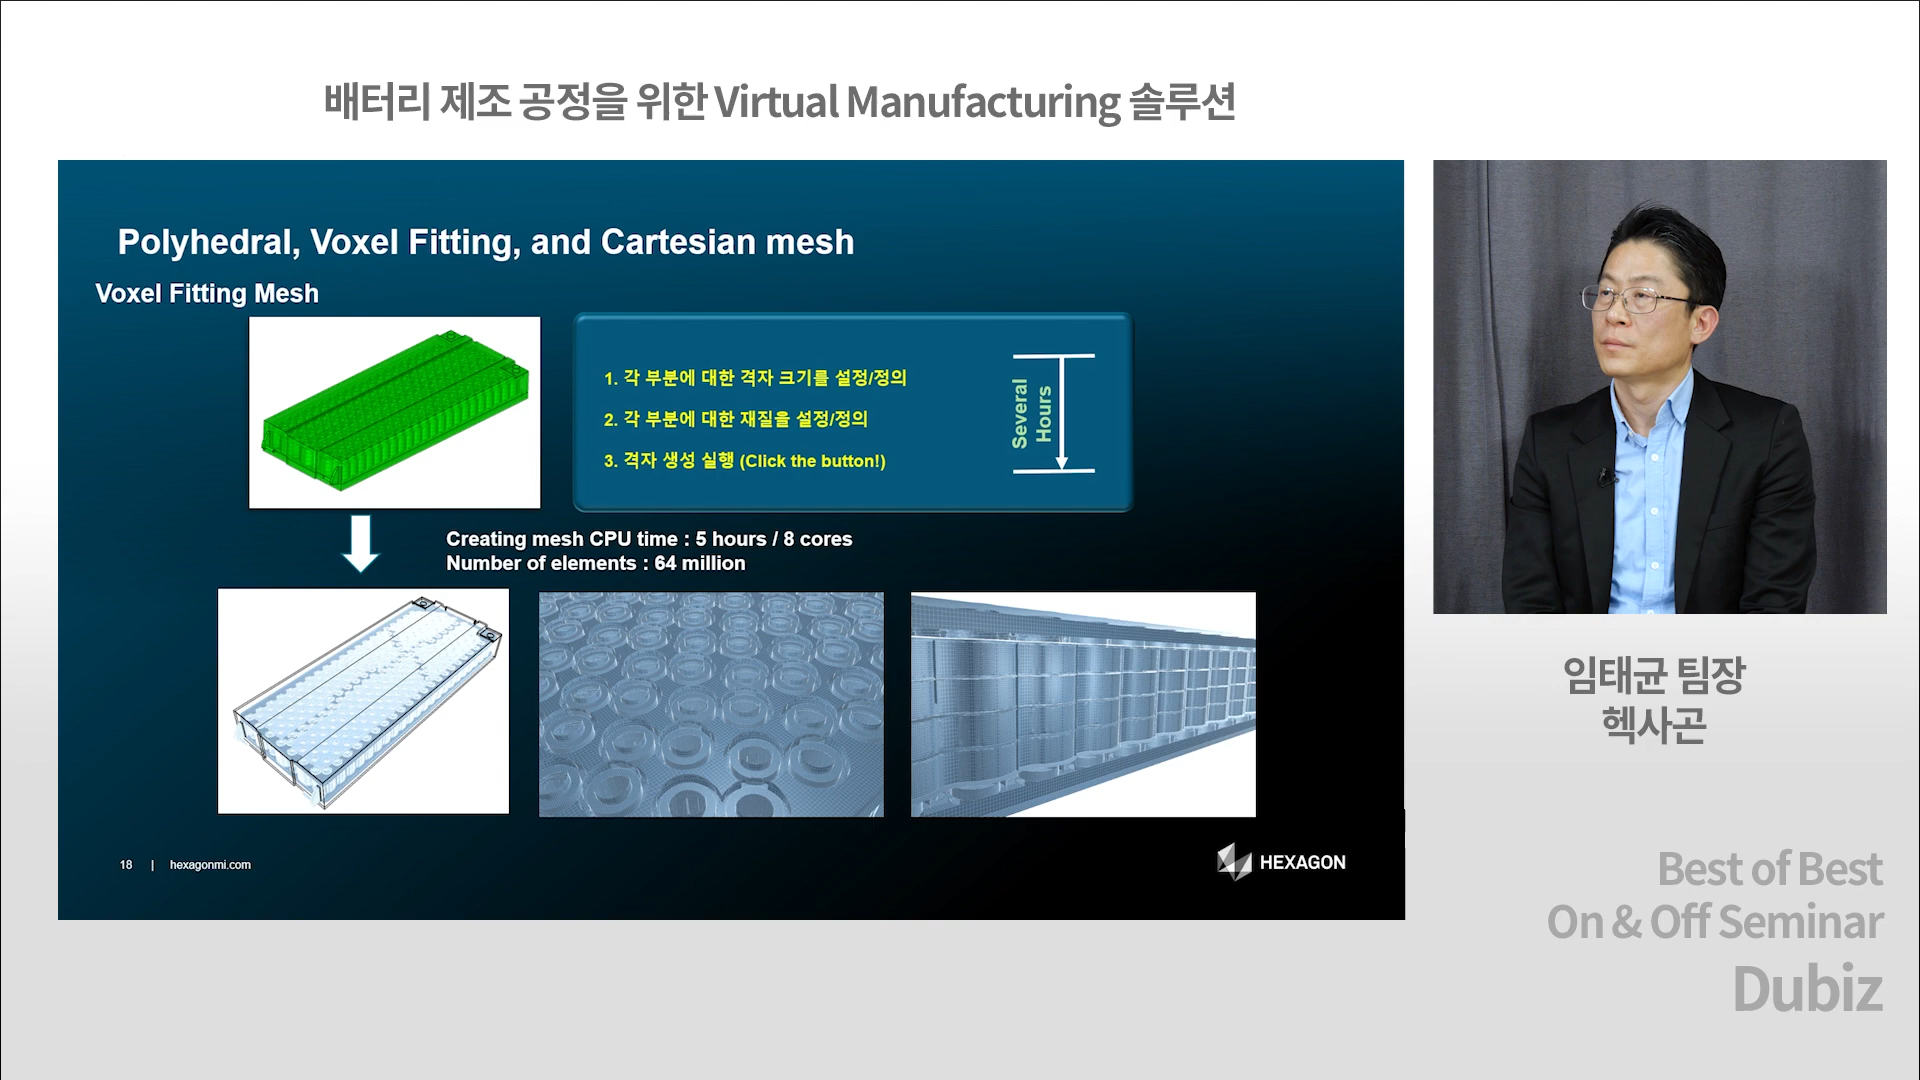 배터리 제조 공정을 위한 Virtual Manufacturing 솔루션
Polyhedral, Voxel Fitting, and Cartesian mesh
Voxel Fitting Mesh
1. 각 부분에 대한 격자 크기를 설정/정의
2. 각 부분에 대한 재질을 설정/정의
3. 격자 생성 실행 (Click the button!)
Several
Hours
Creating mesh CPU time : 5 hours / 8 cores
Number of elements : 64 million
18 | hexagonmi.com
HEXAGON
임태균 팀장
헥사곤
Best of Best
On & Off Seminar
Dubiz